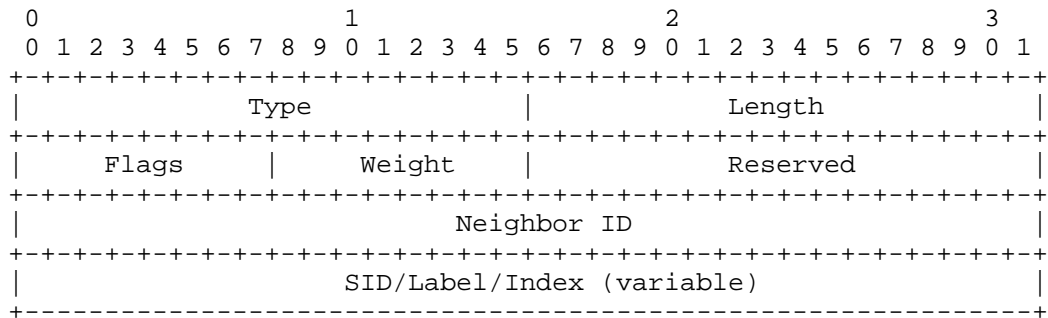 0                   1                   2                   3
 0 1 2 3 4 5 6 7 8 9 0 1 2 3 4 5 6 7 8 9 0 1 2 3 4 5 6 7 8 9 0 1
+-+-+-+-+-+-+-+-+-+-+-+-+-+-+-+-+-+-+-+-+-+-+-+-+-+-+-+-+-+-+-+-+
|              Type             |            Length             |
+-+-+-+-+-+-+-+-+-+-+-+-+-+-+-+-+-+-+-+-+-+-+-+-+-+-+-+-+-+-+-+-+
|     Flags     |     Weight    |            Reserved           |
+-+-+-+-+-+-+-+-+-+-+-+-+-+-+-+-+-+-+-+-+-+-+-+-+-+-+-+-+-+-+-+-+
|                           Neighbor ID                         |
+-+-+-+-+-+-+-+-+-+-+-+-+-+-+-+-+-+-+-+-+-+-+-+-+-+-+-+-+-+-+-+-+
|                    SID/Label/Index (variable)                 |
+---------------------------------------------------------------+